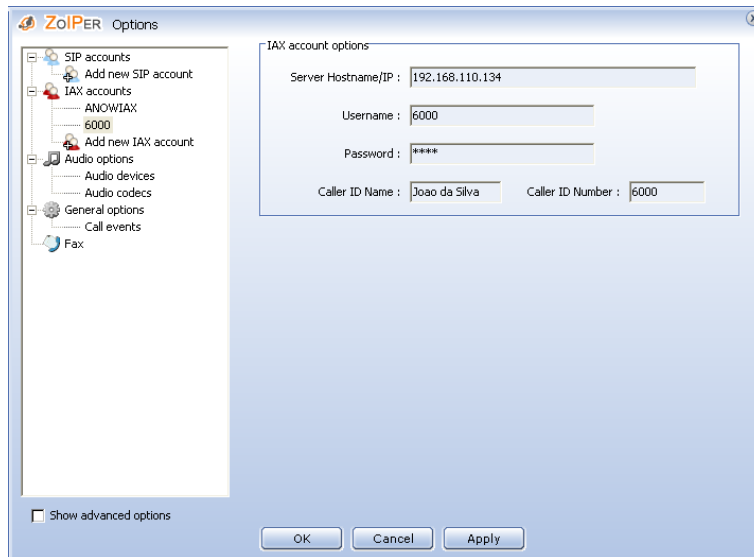 ZOIPER Options
SIP accounts
Add new SIP account
IAX accounts
ANOWIAX
6000
Add new IAX account
Audio options
Audio devices
Audio codecs
General options
Call events
Fax
IAX account options
Server Hostname/IP : 192.168.110.134
Username : 6000
Password : ****
Caller ID Name : Joao da Silva Caller ID Number : 6000
Show advanced options
OK Cancel Apply